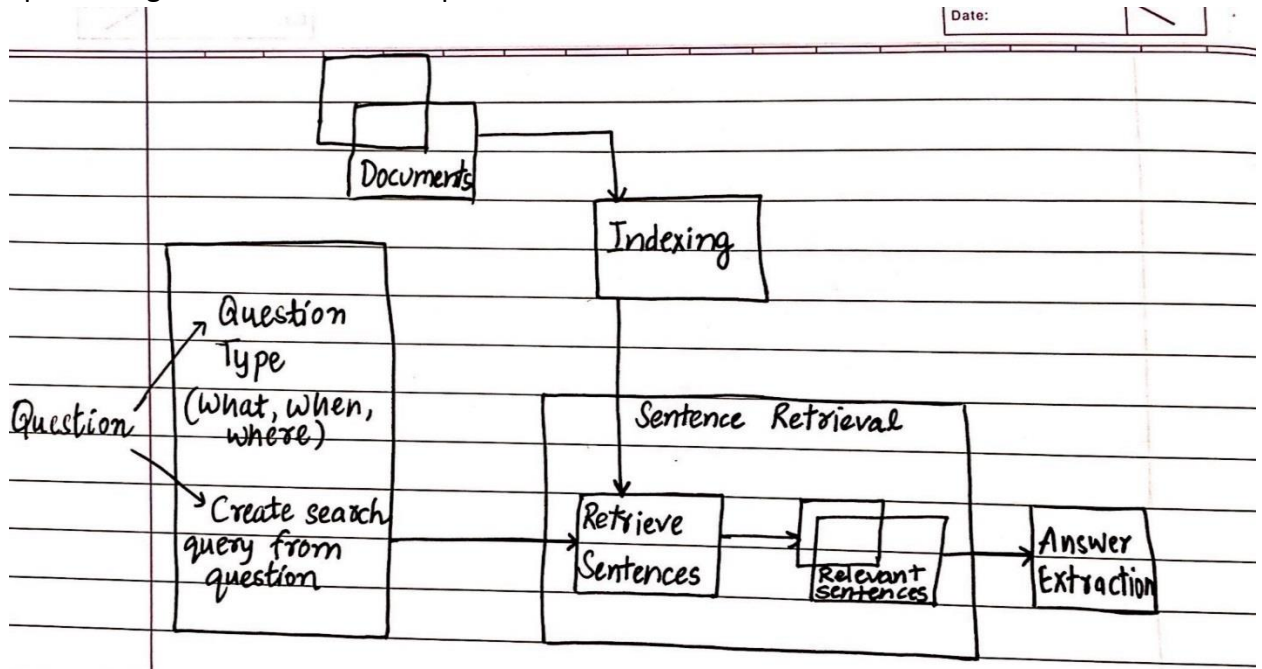 Date:
Documents
Indexing
Question
Type
(What, when,
where)
Question
Create search
query from
question
Sentence Retrieval
Retrieve
Sentences
Relevant
sentences
Answer
Extraction